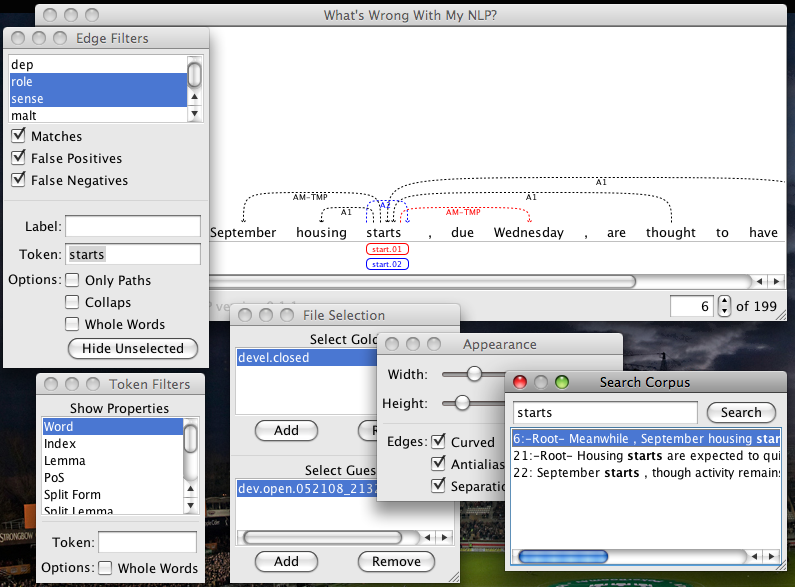 What's Wrong With My NLP?
Edge Filters
dep
role
sense
malt
Matches
False Positives
False Negatives
Label:
Token: starts
Options: Only Paths
Collaps
Whole Words
Hide Unselected
A1
AM-TMP
A1
A1
AM-TMP
September housing starts , due Wednesday , are thought to have
start.01
start.02
6 of 199
File Selection
Select Gold
devel.closed
Add
Select Gues
dev.open.052108_2132
Add Remove
Appearance
Width:
Height:
Edges: Curved
Antialias
Separatio
Search Corpus
starts Search
6:-Root- Meanwhile , September housing star
21:-Root- Housing starts are expected to qui
22: September starts , though activity remain
Token Filters
Show Properties
Word
Index
Lemma
PoS
Split Form
Split Lemma
Token:
Options: Whole Words